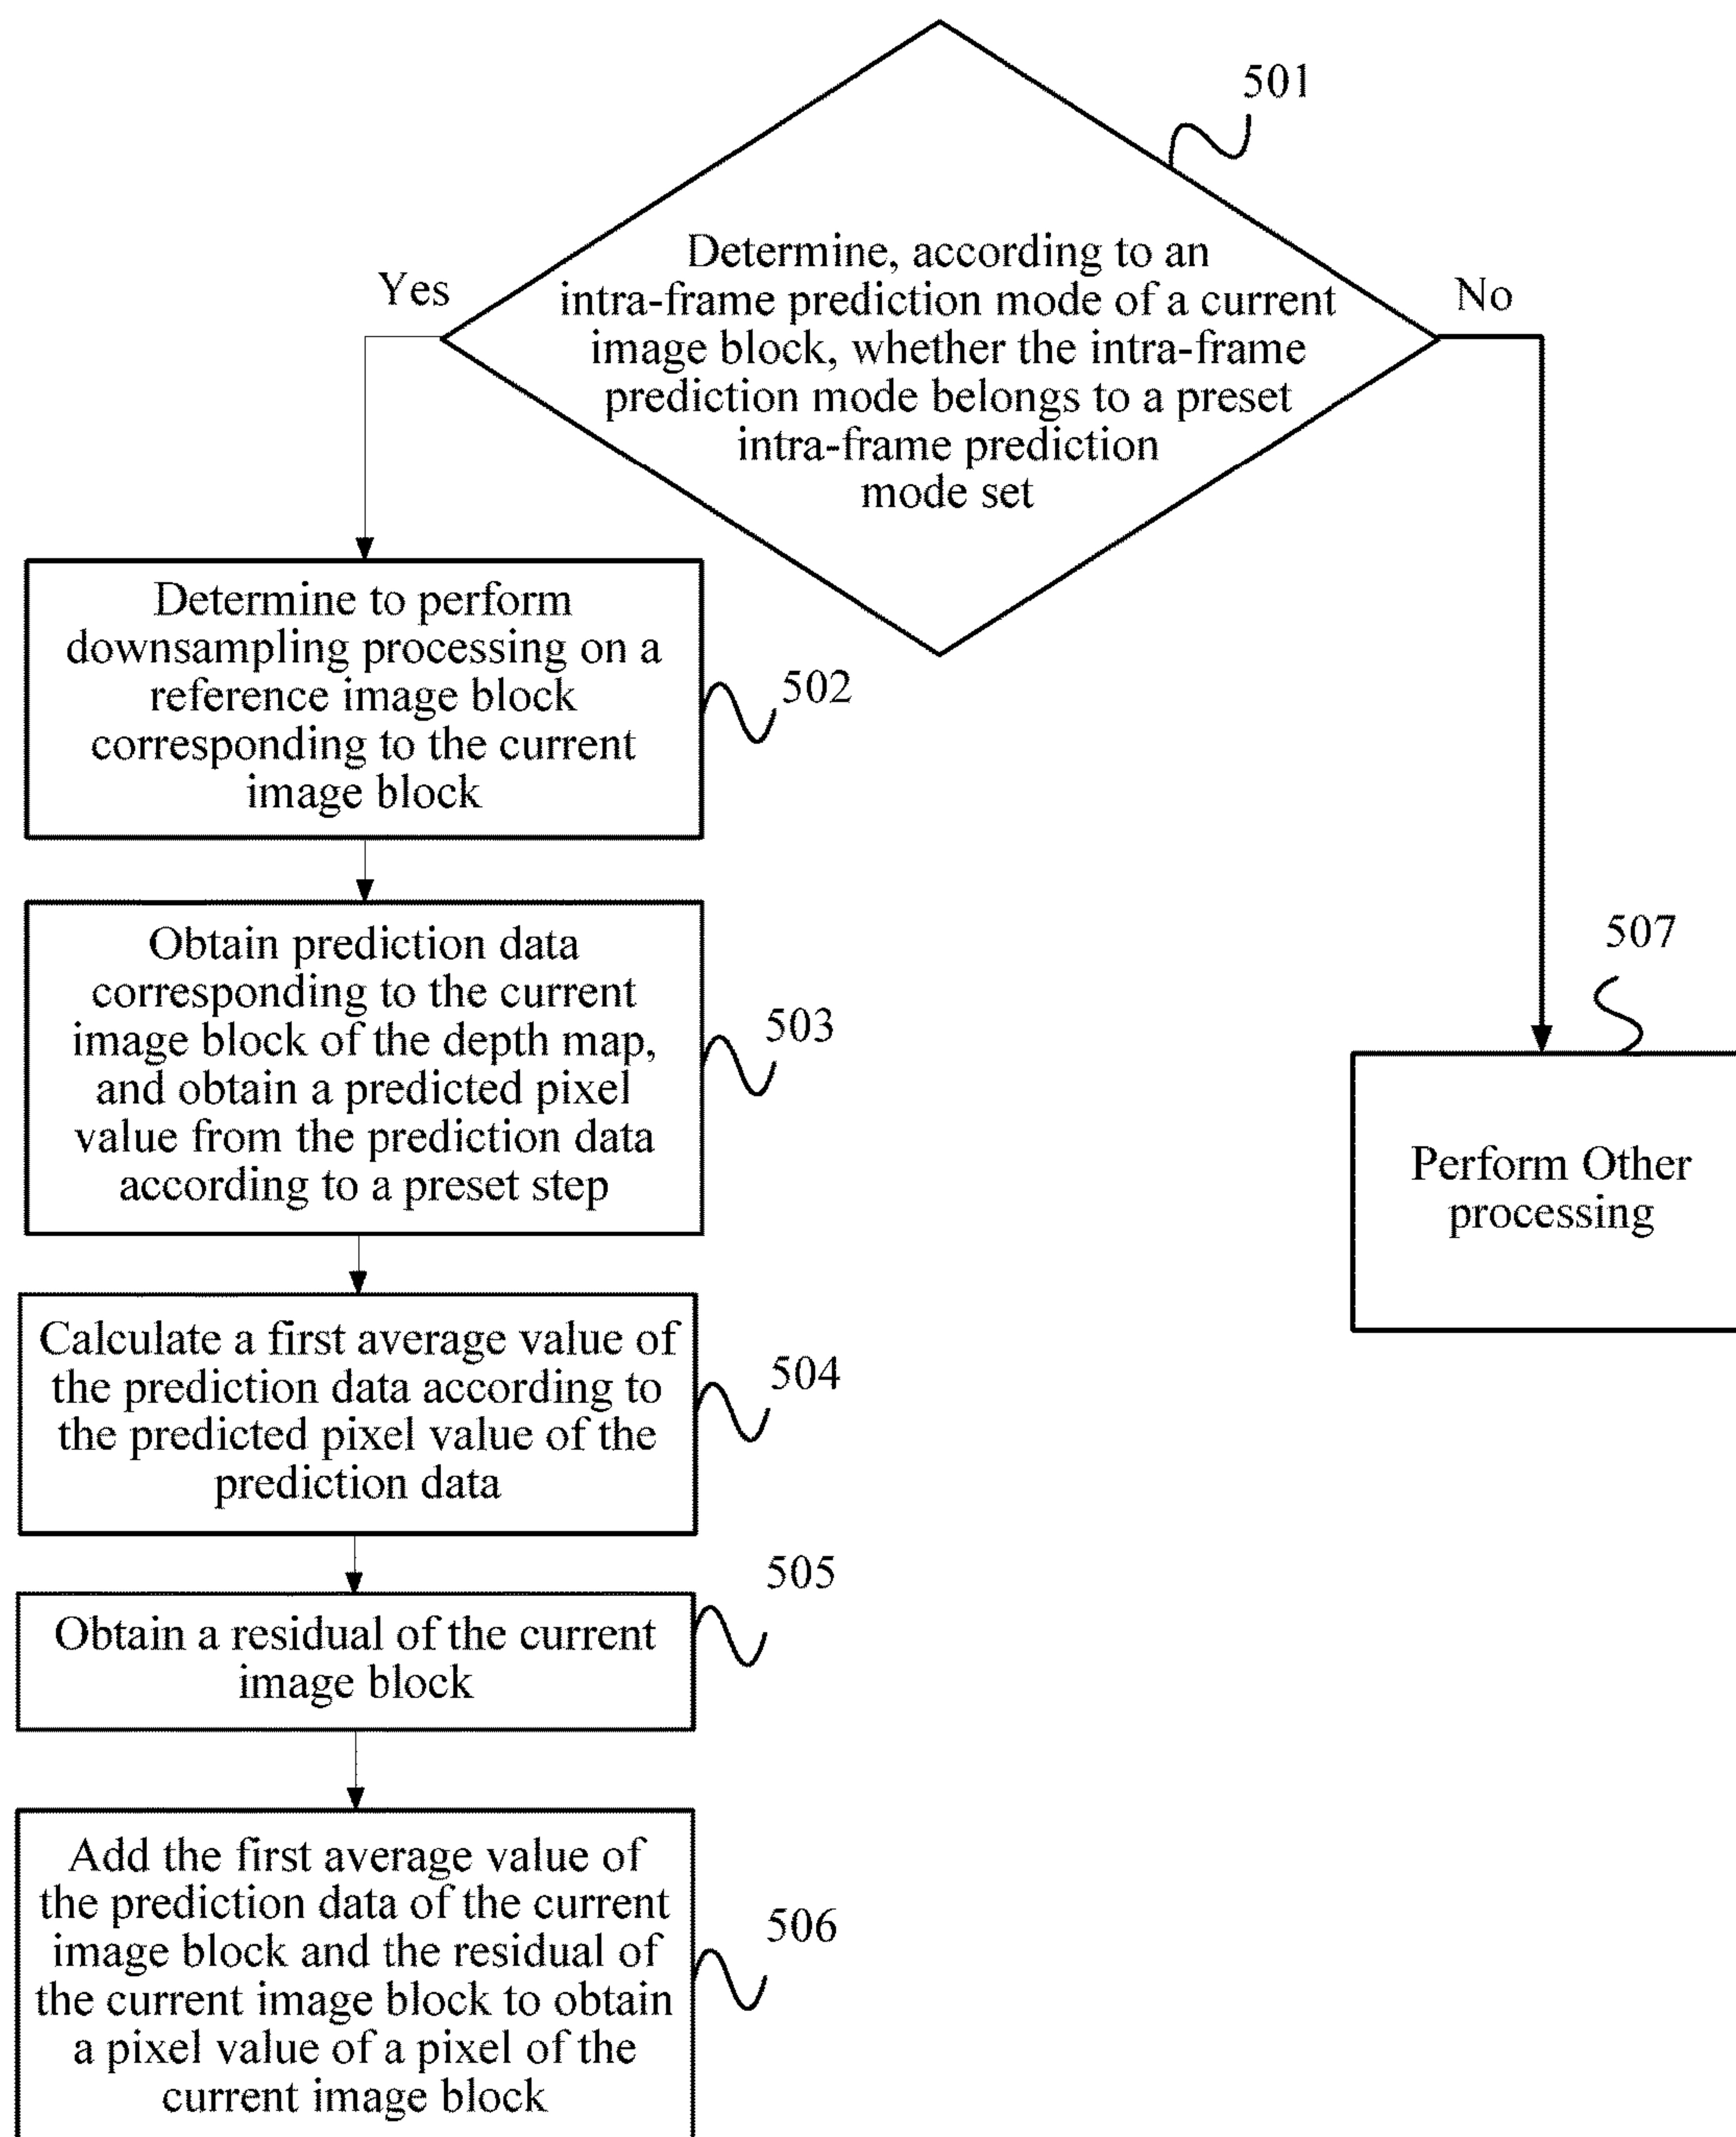 501
Determine, according to an
intra-frame prediction mode of a current
image block, whether the intra-frame
prediction mode belongs to a preset
intra-frame prediction
mode set
Yes
No
Determine to perform
downsampling processing on a
reference image block
corresponding to the current
image block
502
Obtain prediction data
corresponding to the current
image block of the depth map,
and obtain a predicted pixel
value from the prediction data
according to a preset step
503
Calculate a first average value of
the prediction data according to
the predicted pixel value of the
prediction data
504
Obtain a residual of the current
image block
505
Add the first average value of
the prediction data of the current
image block and the residual of
the current image block to obtain
a pixel value of a pixel of the
current image block
506
507
Perform Other
processing